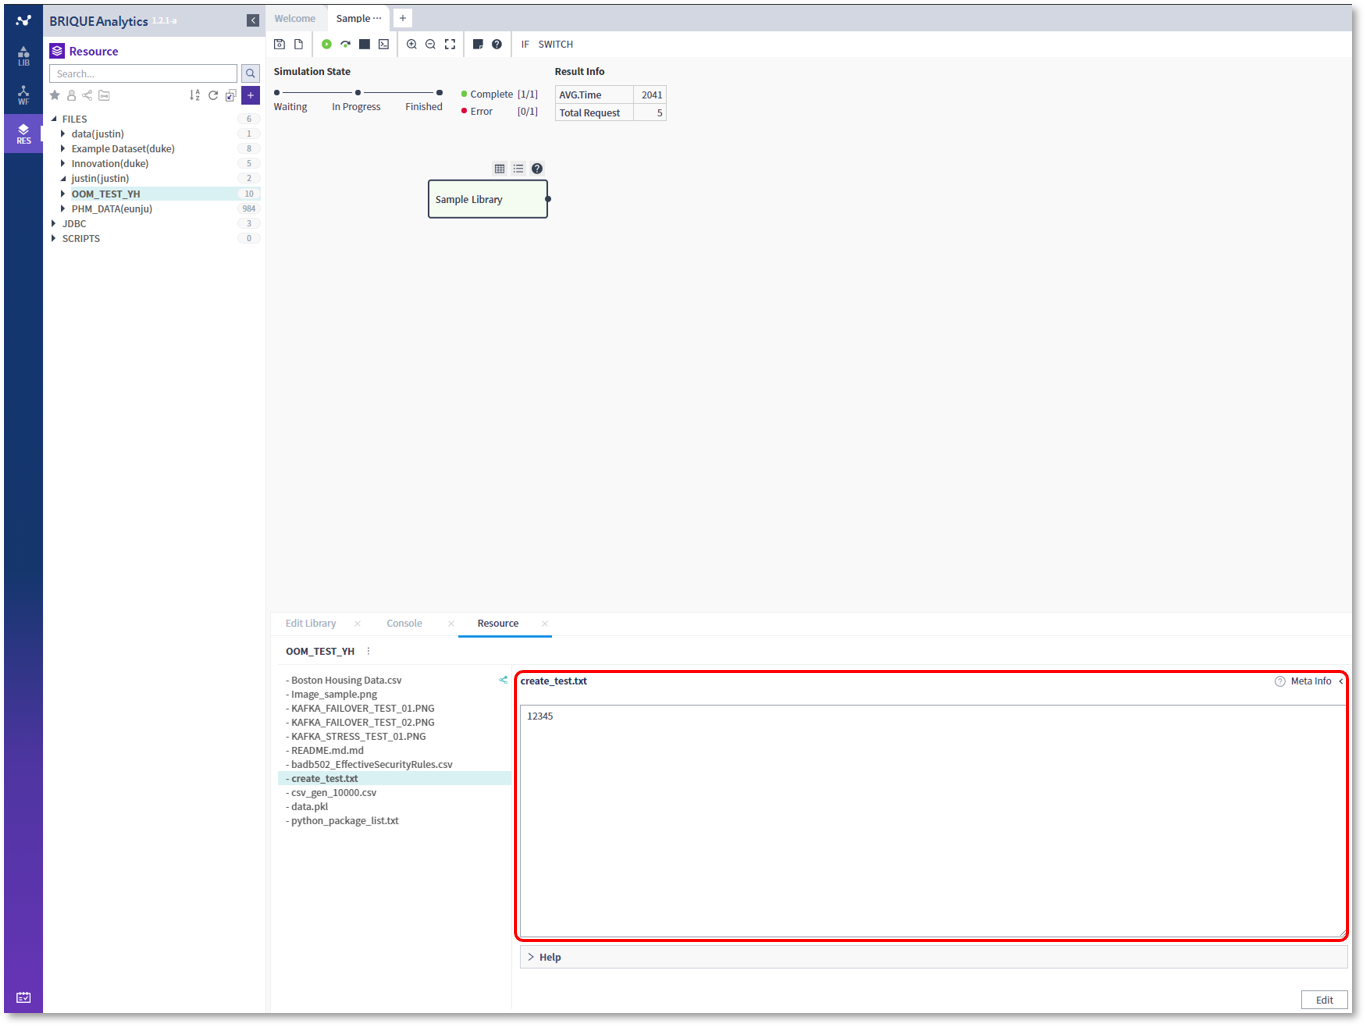 BRIQUEAnalytics 1.2.1-a
Welcome
Sample ···
+
LIB
WF
RES
Resource
Search...
+
FILES 6
data(justin) 1
Example Dataset(duke) 8
Innovation(duke) 5
justin(justin) 2
OOM_TEST_YH 10
PHM_DATA(eunju) 984
JDBC 3
SCRIPTS 0
IF SWITCH
Simulation State
Waiting In Progress Finished
Complete [1/1]
Error [0/1]
Result Info
AVG.Time 2041
Total Request 5
Sample Library
Edit Library × Console × Resource ×
OOM_TEST_YH
- Boston Housing Data.csv
- Image_sample.png
- KAFKA_FAILOVER_TEST_01.PNG
- KAFKA_FAILOVER_TEST_02.PNG
- KAFKA_STRESS_TEST_01.PNG
- README.md.md
- badb502_EffectiveSecurityRules.csv
- create_test.txt
- csv_gen_10000.csv
- data.pkl
- python_package_list.txt
create_test.txt
? Meta Info <
12345
> Help
Edit